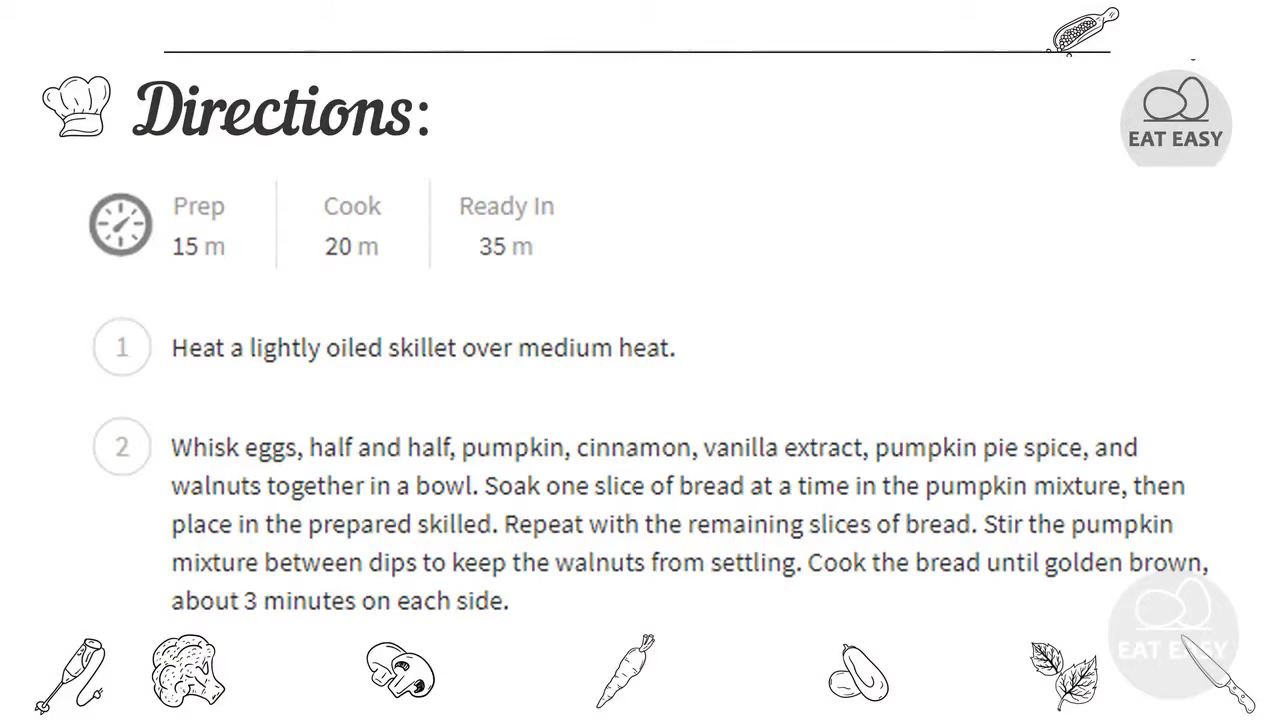 Directions:
EAT EASY
Prep Cook Ready In
15 m 20 m 35 m
1 Heat a lightly oiled skillet over medium heat.
2 Whisk eggs, half and half, pumpkin, cinnamon, vanilla extract, pumpkin pie spice, and
walnuts together in a bowl. Soak one slice of bread at a time in the pumpkin mixture, then
place in the prepared skilled. Repeat with the remaining slices of bread. Stir the pumpkin
mixture between dips to keep the walnuts from settling. Cook the bread until golden brown,
about 3 minutes on each side.
EAT EASY